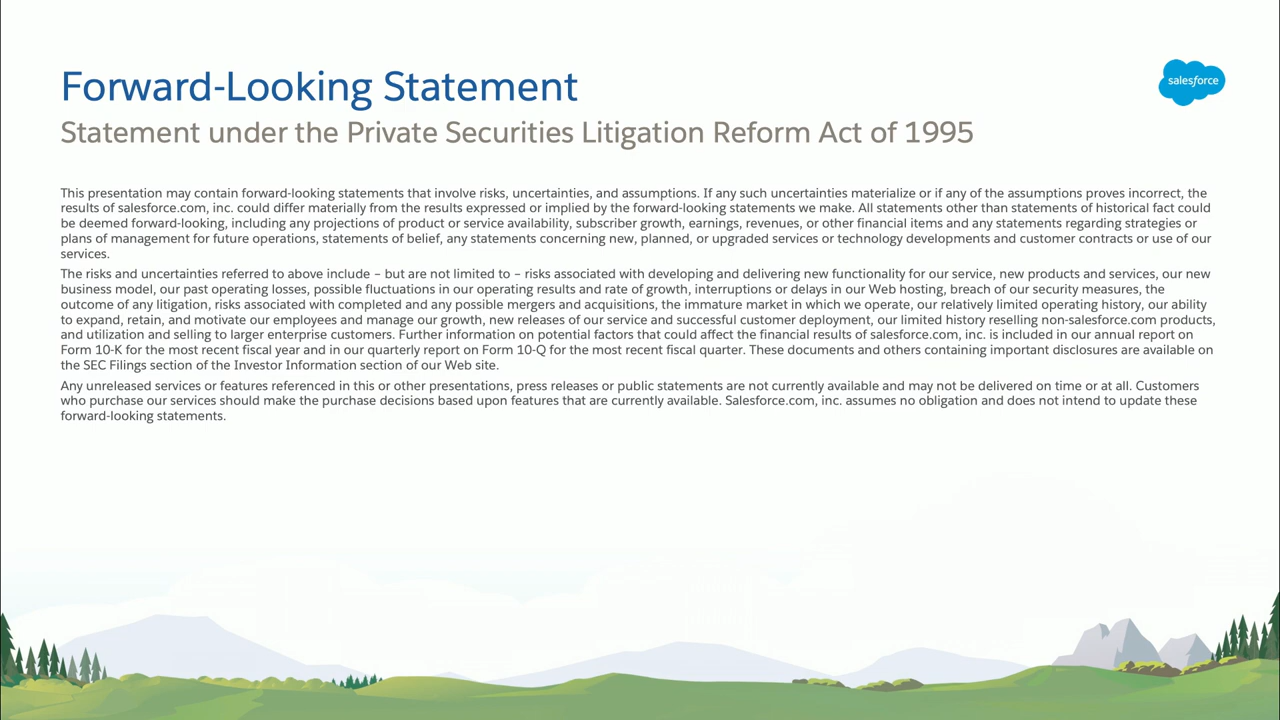 Forward-Looking Statement
salesforce
Statement under the Private Securities Litigation Reform Act of 1995
This presentation may contain forward-looking statements that involve risks, uncertainties, and assumptions. If any such uncertainties materialize or if any of the assumptions proves incorrect, the
results of salesforce.com, inc. could differ materially from the results expressed or implied by the forward-looking statements we make. All statements other than statements of historical fact could
be deemed forward-looking, including any projections of product or service availability, subscriber growth, earnings, revenues, or other financial items and any statements regarding strategies or
plans of management for future operations, statements of belief, any statements concerning new, planned, or upgraded services or technology developments and customer contracts or use of our
services.
The risks and uncertainties referred to above include – but are not limited to – risks associated with developing and delivering new functionality for our service, new products and services, our new
business model, our past operating losses, possible fluctuations in our operating results and rate of growth, interruptions or delays in our Web hosting, breach of our security measures, the
outcome of any litigation, risks associated with completed and any possible mergers and acquisitions, the immature market in which we operate, our relatively limited operating history, our ability
to expand, retain, and motivate our employees and manage our growth, new releases of our service and successful customer deployment, our limited history reselling non-salesforce.com products,
and utilization and selling to larger enterprise customers. Further information on potential factors that could affect the financial results of salesforce.com, inc. is included in our annual report on
Form 10-K for the most recent fiscal year and in our quarterly report on Form 10-Q for the most recent fiscal quarter. These documents and others containing important disclosures are available on
the SEC Filings section of the Investor Information section of our Web site.
Any unreleased services or features referenced in this or other presentations, press releases or public statements are not currently available and may not be delivered on time or at all. Customers
who purchase our services should make the purchase decisions based upon features that are currently available. Salesforce.com, inc. assumes no obligation and does not intend to update these
forward-looking statements.